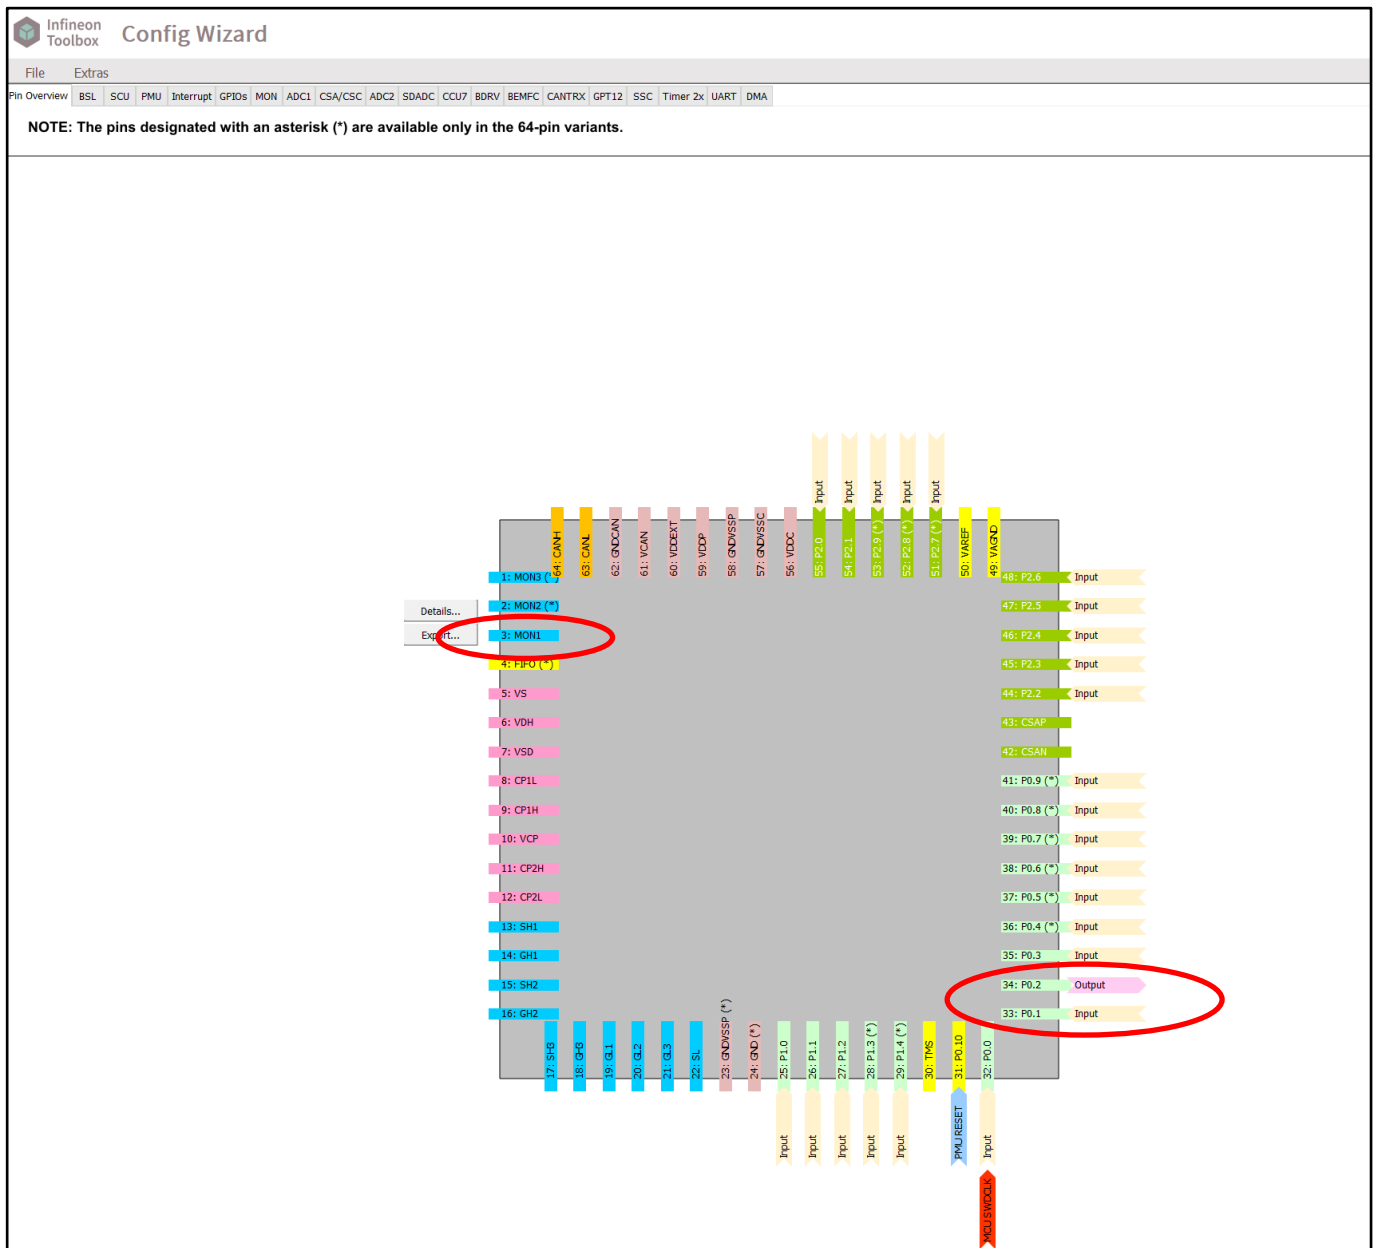 Infineon
Toolbox
Config Wizard
File Extras
Pin Overview BSL SCU PMU Interrupt GPIOs MON ADC1 CSA/CSC ADC2 SDADC CCU7 BDRV BEMFC CANTRX GPT12 SSC Timer 2x UART DMA
NOTE: The pins designated with an asterisk (*) are available only in the 64-pin variants.
Input Input Input Input Input
64: CANH
63: CANL
62: GNDCAN
61: VCAN
60: VDDEXT
59: VDDP
58: GNDVSSP
57: GNDVSSC
56: VDDC
55: P2.0
54: P2.1
53: P2.9 (*)
52: P2.8 (*)
51: P2.7 (*)
50: VAREF
49: VAGND
Details...
Export...
1: MON3 (*)
2: MON2 (*)
3: MON1
4: FIFO (*)
5: VS
6: VDH
7: VSD
8: CP1L
9: CP1H
10: VCP
11: CP2H
12: CP2L
13: SH1
14: GH1
15: SH2
16: GH2
48: P2.6 Input
47: P2.5 Input
46: P2.4 Input
45: P2.3 Input
44: P2.2 Input
43: CSAP
42: CSAN
41: P0.9 (*) Input
40: P0.8 (*) Input
39: P0.7 (*) Input
38: P0.6 (*) Input
37: P0.5 (*) Input
36: P0.4 (*) Input
35: P0.3 Input
34: P0.2 Output
33: P0.1 Input
17: SH3
18: GH3
19: GL1
20: GL2
21: GL3
22: SL
23: GNDVSSP (*)
24: GND (*)
25: P1.0
26: P1.1
27: P1.2
28: P1.3 (*)
29: P1.4 (*)
30: TMS
31: P0.10
32: P0.0
Input Input Input Input Input PMU RESET Input
MCU SWDCLK